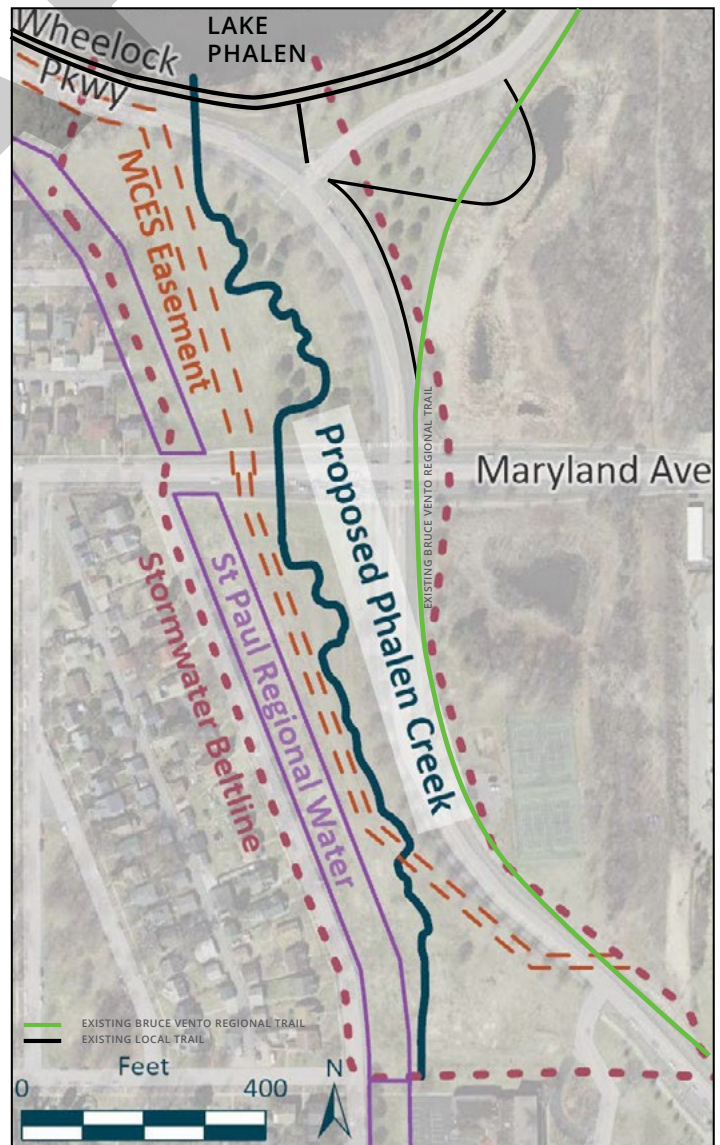 Wheelock
Pkwy
LAKE
PHALEN
MCES Easement
EXISTING BRUCE VENTO REGIONAL TRAIL
Maryland Ave
Proposed Phalen Creek
St Paul Regional Water
Stormwater Beltline
EXISTING BRUCE VENTO REGIONAL TRAIL
EXISTING LOCAL TRAIL
Feet
0
400
N